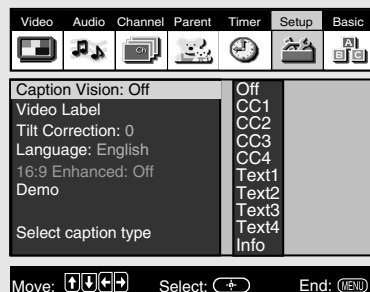 Video Audio Channel Parent Timer Setup Basic
Ch
A
B C
Caption Vision: Off
Video Label
Tilt Correction: 0
Language: English
16:9 Enhanced: Off
Demo
Select caption type
Off
CC1
CC2
CC3
CC4
Text1
Text2
Text3
Text4
Info
Move: Select: End: MENU